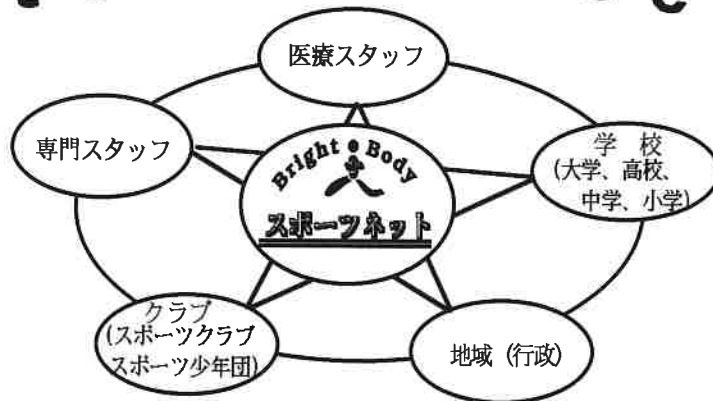 医療スタッフ
専門スタッフ
学　校
(大学、高校、
中学、小学)
Bright Body
スポーツネット
クラブ
(スポーツクラブ
スポーツ少年団)
地域（行政）